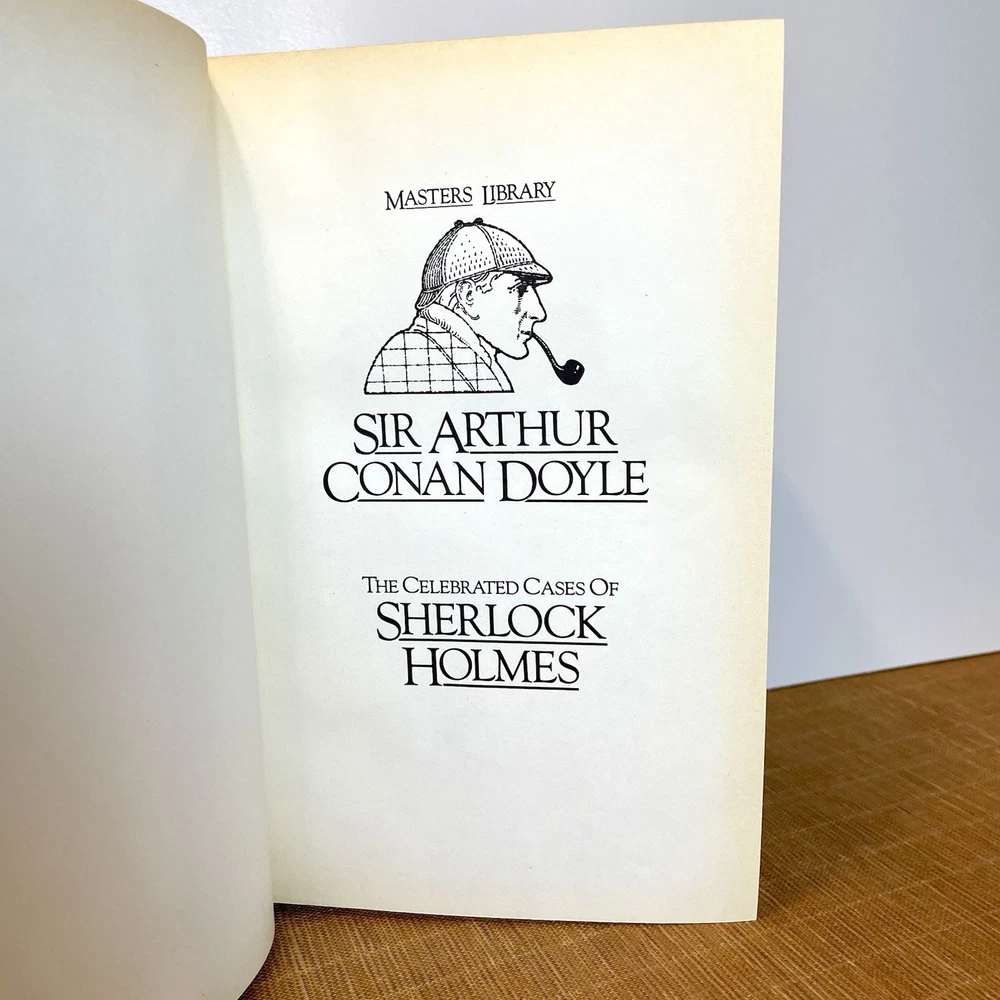 MASTERS LIBRARY
SIR ARTHUR
CONAN DOYLE
THE CELEBRATED CASES OF
SHERLOCK
HOLMES